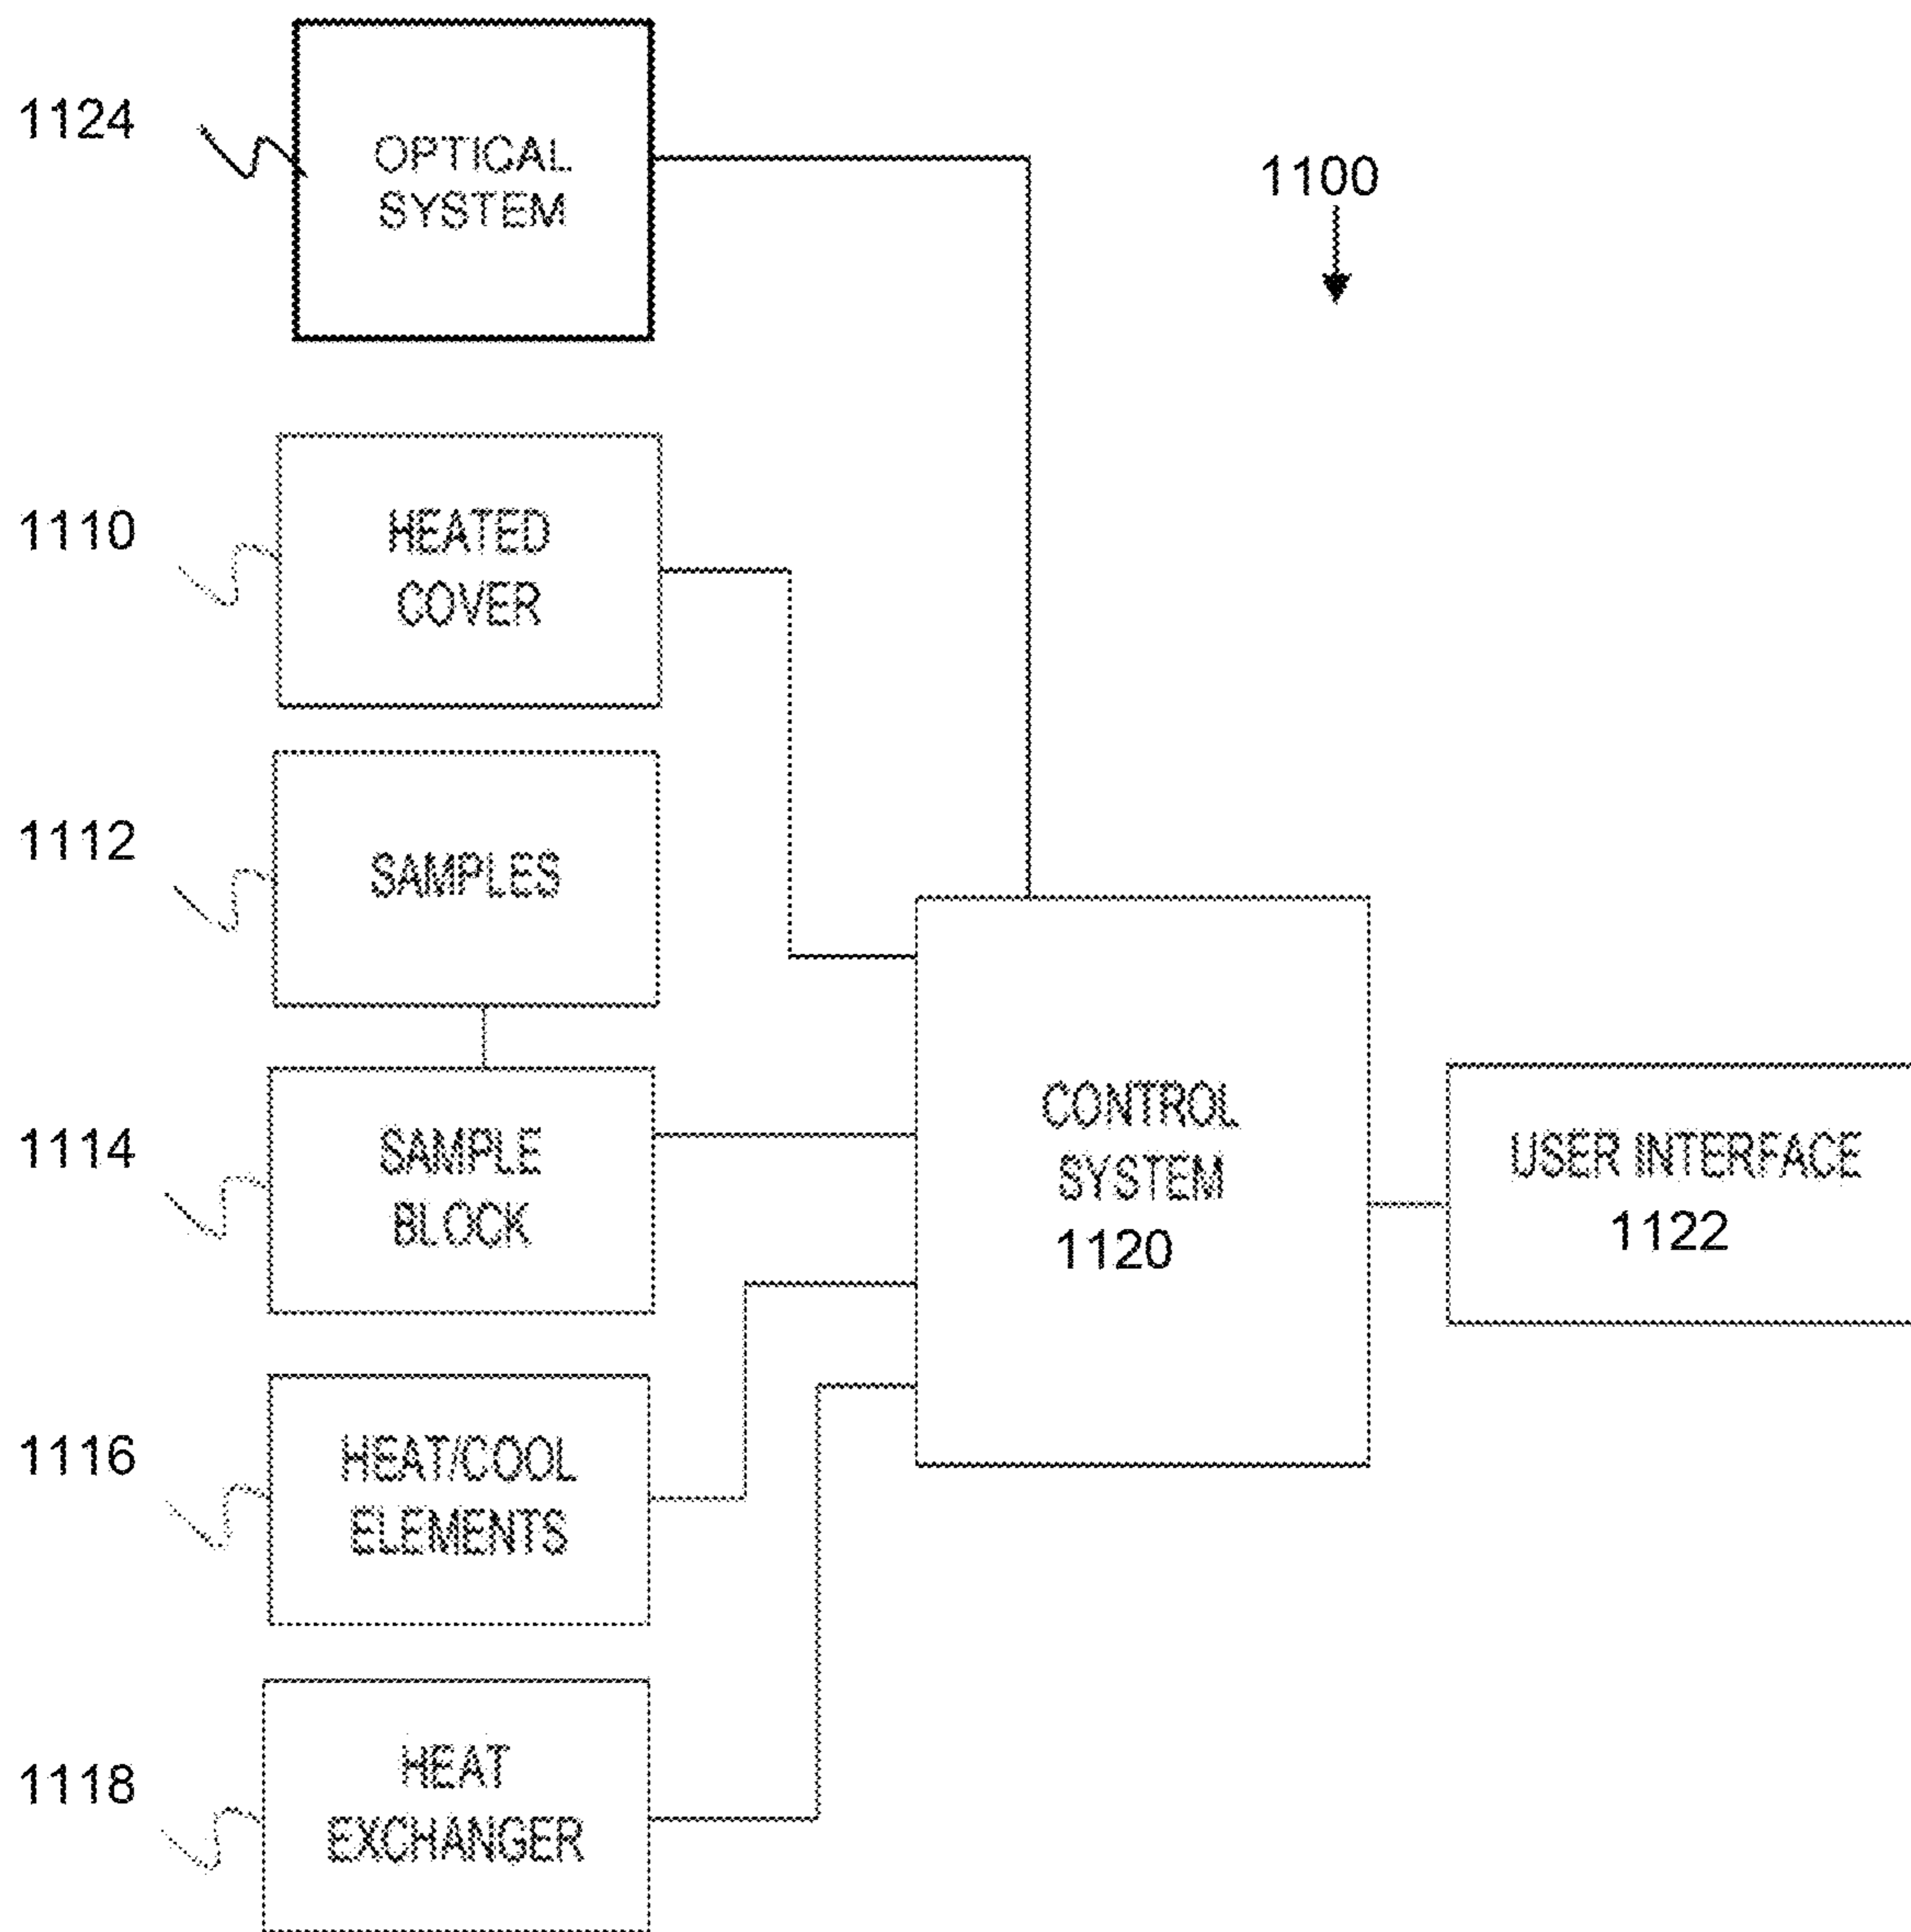 1124
OPTICAL
SYSTEM
1100
1110
HEATED
COVER
1112
SAMPLES
1114
SAMPLE
BLOCK
CONTROL
SYSTEM
1120
USER INTERFACE
1122
1116
HEAT/COOL
ELEMENTS
1118
HEAT
EXCHANGER